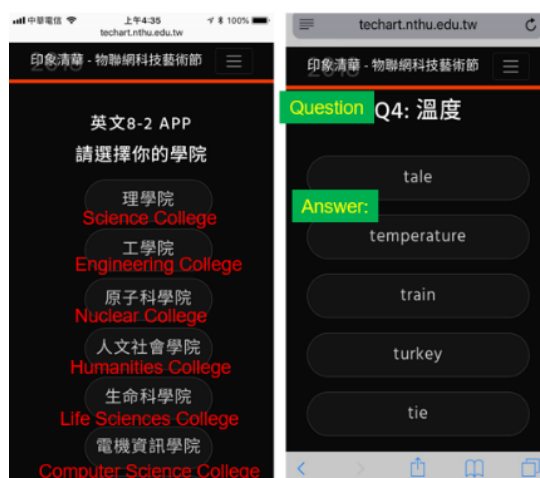 中華電信
上午4:35
100%
techart.nthu.edu.tw
印象清華 - 物聯網科技藝術節
英文8-2 APP
請選擇你的學院
理學院
Science College
工學院
Engineering College
原子科學院
Nuclear College
人文社會學院
Humanities College
生命科學院
Life Sciences College
電機資訊學院
Computer Science College
techart.nthu.edu.tw
印象清華 - 物聯網科技藝術節
Question Q4: 溫度
tale
Answer:
temperature
train
turkey
tie